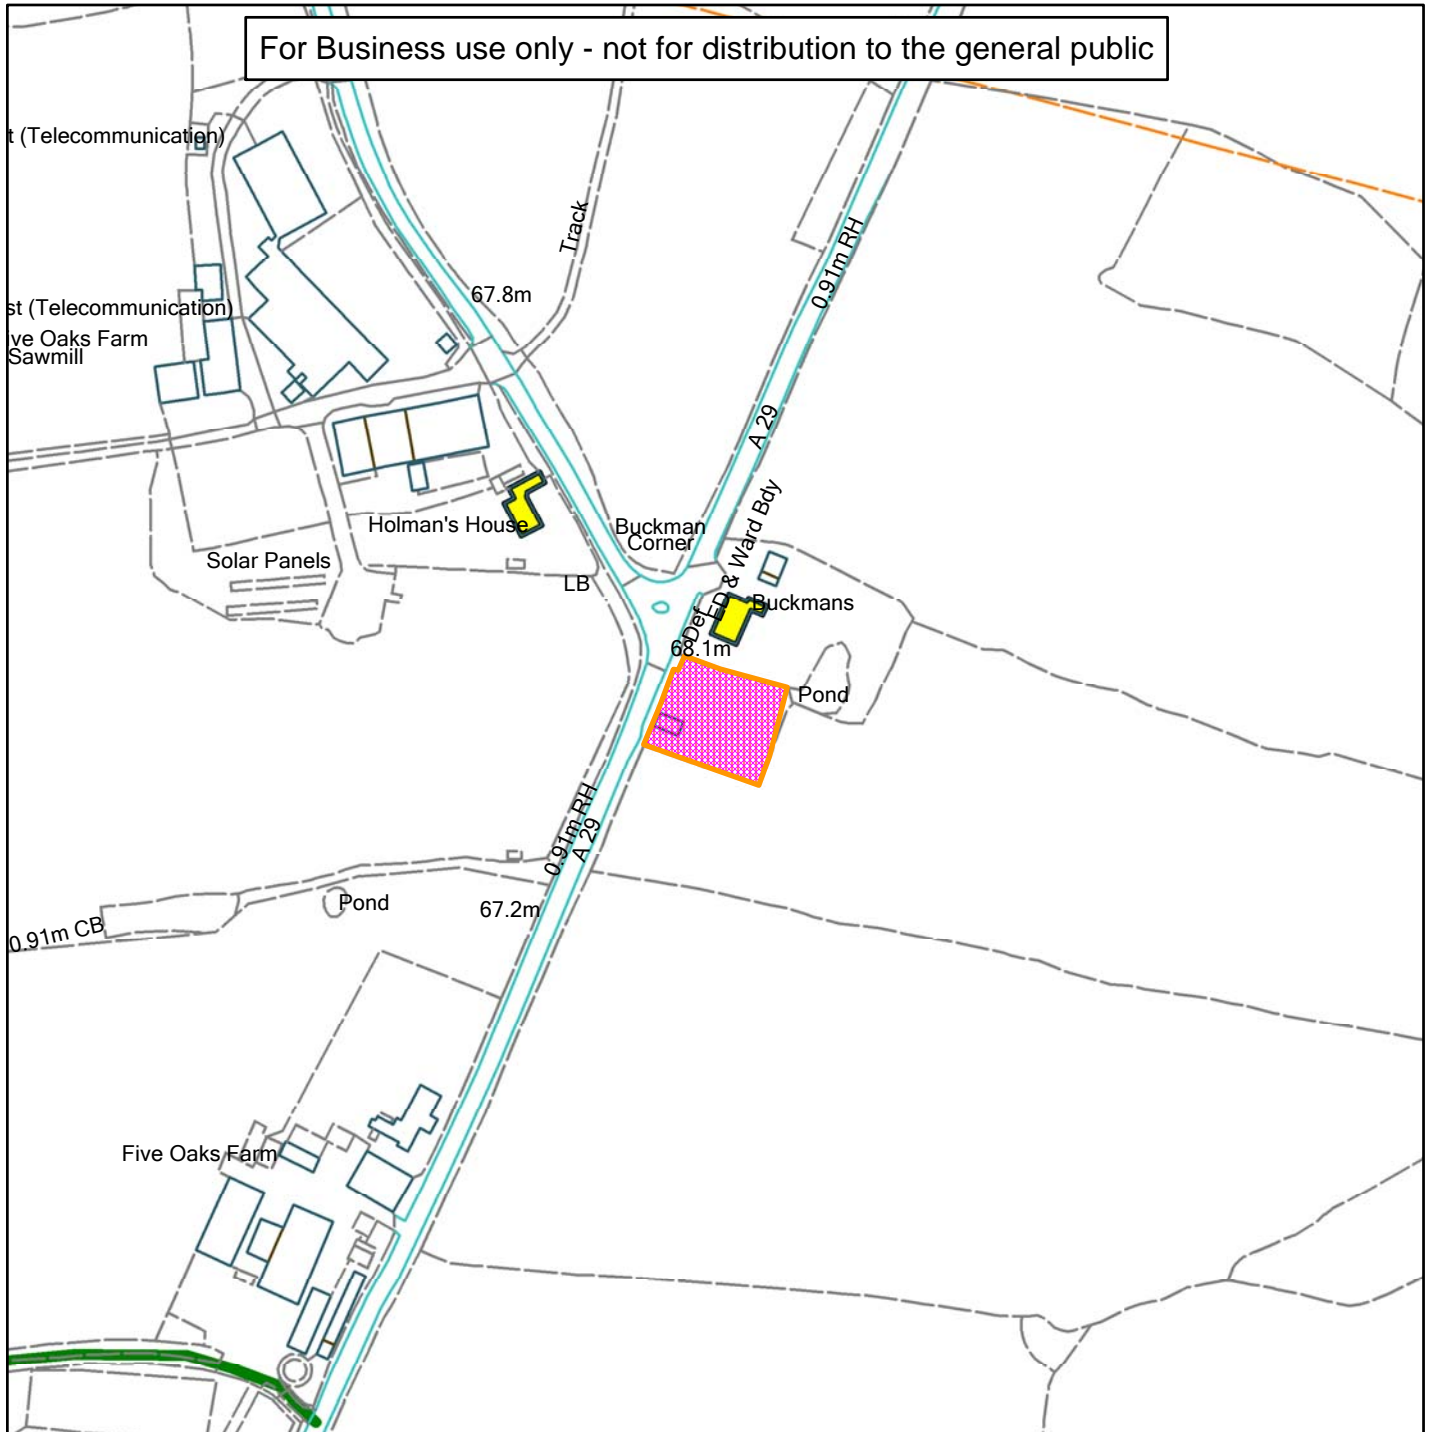 For Business use only - not for distribution to the general public
t (Telecommunication)
Track
0.91m RH
67.8m
st (Telecommunication)
ve Oaks Farm
Sawmill
A 29
Holman's House
Buckman
Corner
ED & Ward Bdy
Solar Panels
LB
Buckmans
Def
68.1m
Pond
0.91m RH
A 29
Pond
67.2m
0.91m CB
Five Oaks Farm